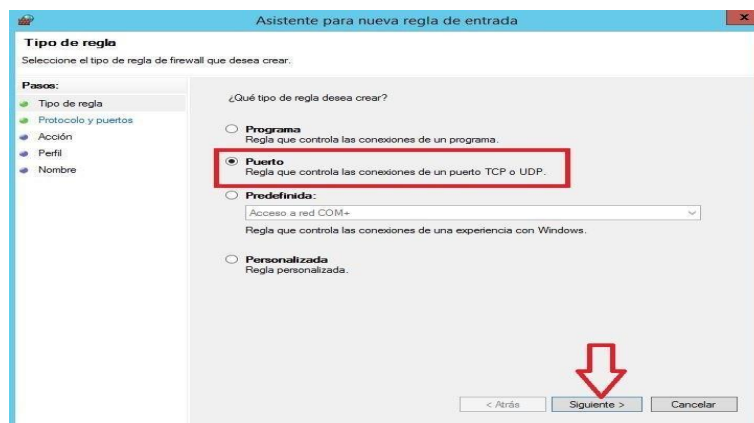 Asistente para nueva regla de entrada
Tipo de regla
Seleccione el tipo de regla de firewall que desea crear.
Pasos:
Tipo de regla
Protocolo y puertos
Acción
Perfil
Nombre
¿Qué tipo de regla desea crear?
Programa
Regla que controla las conexiones de un programa.
Puerto
Regla que controla las conexiones de un puerto TCP o UDP.
Predefinida:
Acceso a red COM+
Regla que controla las conexiones de una experiencia con Windows.
Personalizada
Regla personalizada.
< Atrás
Siguiente >
Cancelar